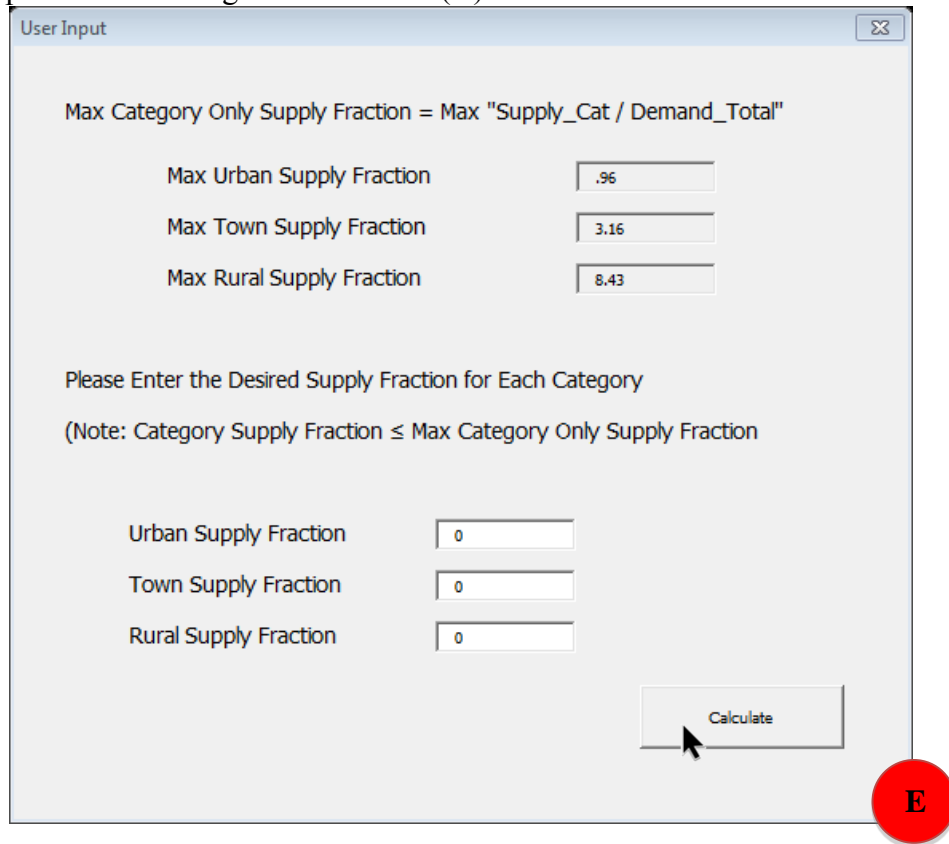 User Input
Max Category Only Supply Fraction = Max "Supply_Cat / Demand_Total"
Max Urban Supply Fraction .96
Max Town Supply Fraction 3.16
Max Rural Supply Fraction 8.43
Please Enter the Desired Supply Fraction for Each Category
(Note: Category Supply Fraction ≤ Max Category Only Supply Fraction
Urban Supply Fraction 0
Town Supply Fraction 0
Rural Supply Fraction 0
Calculate
E